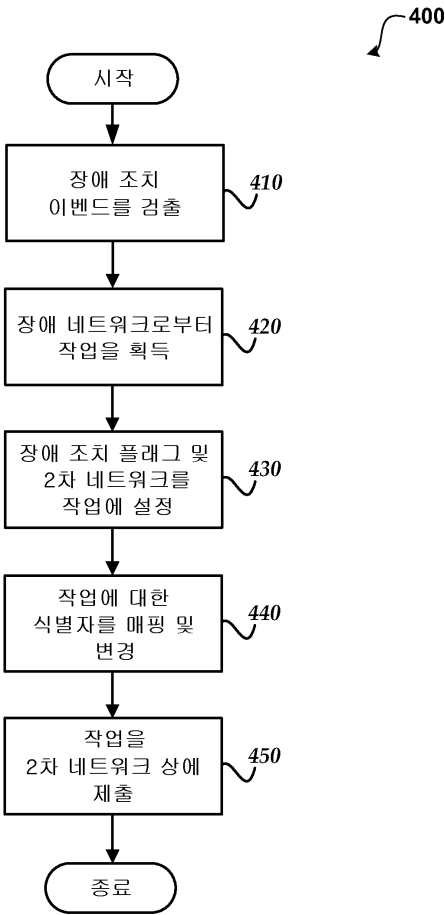 400
시작
장애 조치
이벤트를 검출
410
장애 네트워크로부터
작업을 획득
420
장애 조치 플래그 및
2차 네트워크를
작업에 설정
430
작업에 대한
식별자를 매핑 및
변경
440
작업을
2차 네트워크 상에
제출
450
종료